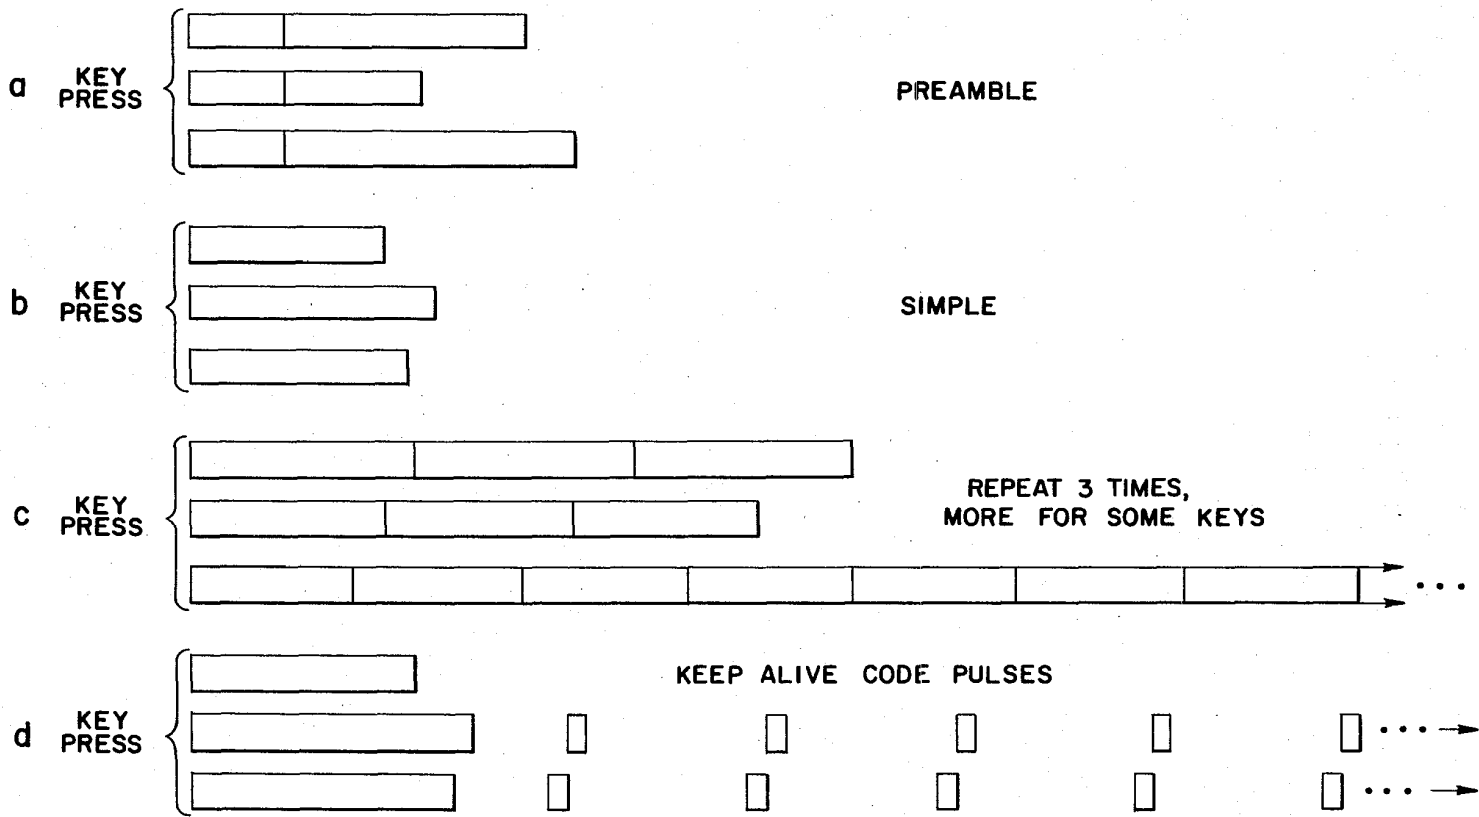 a
KEY
PRESS
PREAMBLE
b
KEY
PRESS
SIMPLE
c
KEY
PRESS
REPEAT 3 TIMES,
MORE FOR SOME KEYS
...
d
KEY
PRESS
KEEP ALIVE CODE PULSES
...
...